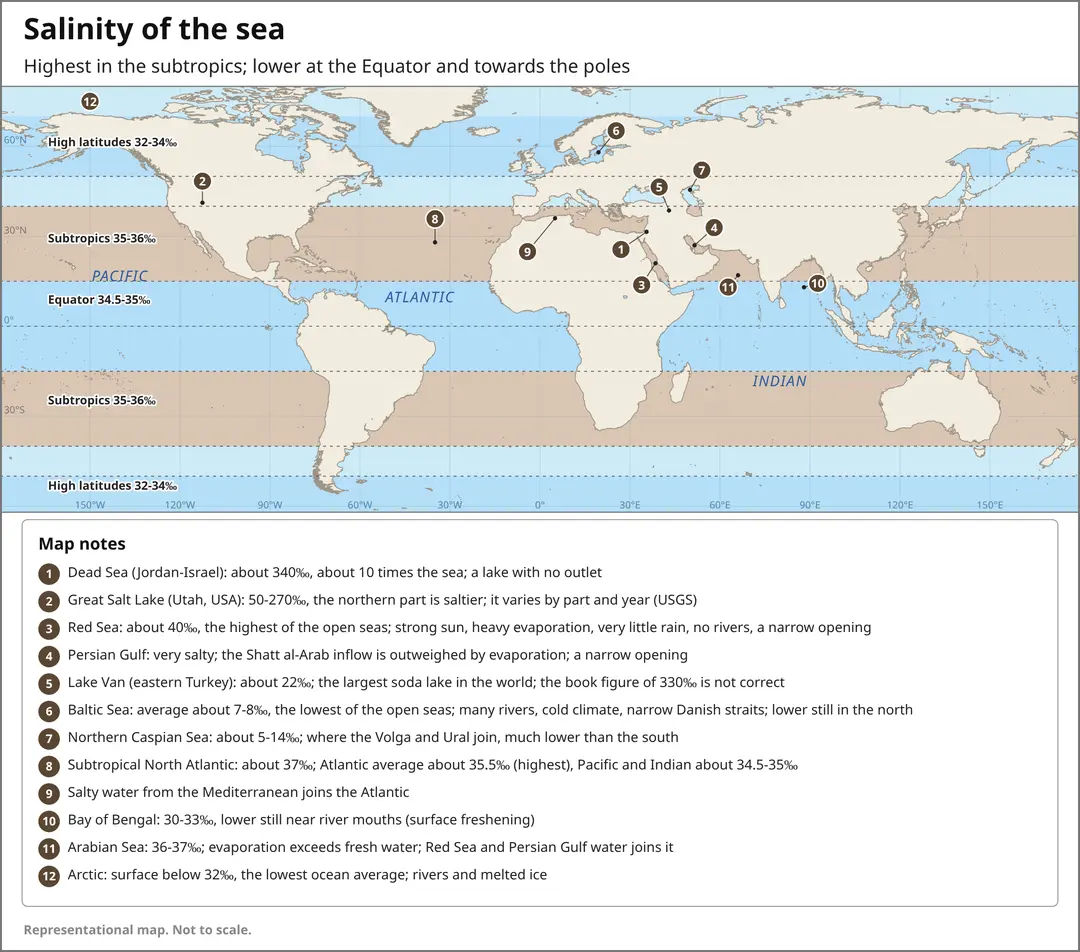 Salinity of the sea
Highest in the subtropics; lower at the Equator and towards the poles
12
60°N
High latitudes 32-34‰
6
2
7
5
8
30°N
Subtropics 35-36‰
4
9
1
PACIFIC
3
11
10
Equator 34.5-35‰
ATLANTIC
0°
INDIAN
Subtropics 35-36‰
30°S
High latitudes 32-34‰
150°W
120°W
90°W
60°W
30°W
0°
30°E
60°E
90°E
120°E
150°E
Map notes
1 Dead Sea (Jordan-Israel): about 340‰, about 10 times the sea; a lake with no outlet
2 Great Salt Lake (Utah, USA): 50-270‰, the northern part is saltier; it varies by part and year (USGS)
3 Red Sea: about 40‰, the highest of the open seas; strong sun, heavy evaporation, very little rain, no rivers, a narrow opening
4 Persian Gulf: very salty; the Shatt al-Arab inflow is outweighed by evaporation; a narrow opening
5 Lake Van (eastern Turkey): about 22‰; the largest soda lake in the world; the book figure of 330‰ is not correct
6 Baltic Sea: average about 7-8‰, the lowest of the open seas; many rivers, cold climate, narrow Danish straits; lower still in the north
7 Northern Caspian Sea: about 5-14‰; where the Volga and Ural join, much lower than the south
8 Subtropical North Atlantic: about 37‰; Atlantic average about 35.5‰ (highest), Pacific and Indian about 34.5-35‰
9 Salty water from the Mediterranean joins the Atlantic
10 Bay of Bengal: 30-33‰, lower still near river mouths (surface freshening)
11 Arabian Sea: 36-37‰; evaporation exceeds fresh water; Red Sea and Persian Gulf water joins it
12 Arctic: surface below 32‰, the lowest ocean average; rivers and melted ice
Representational map. Not to scale.